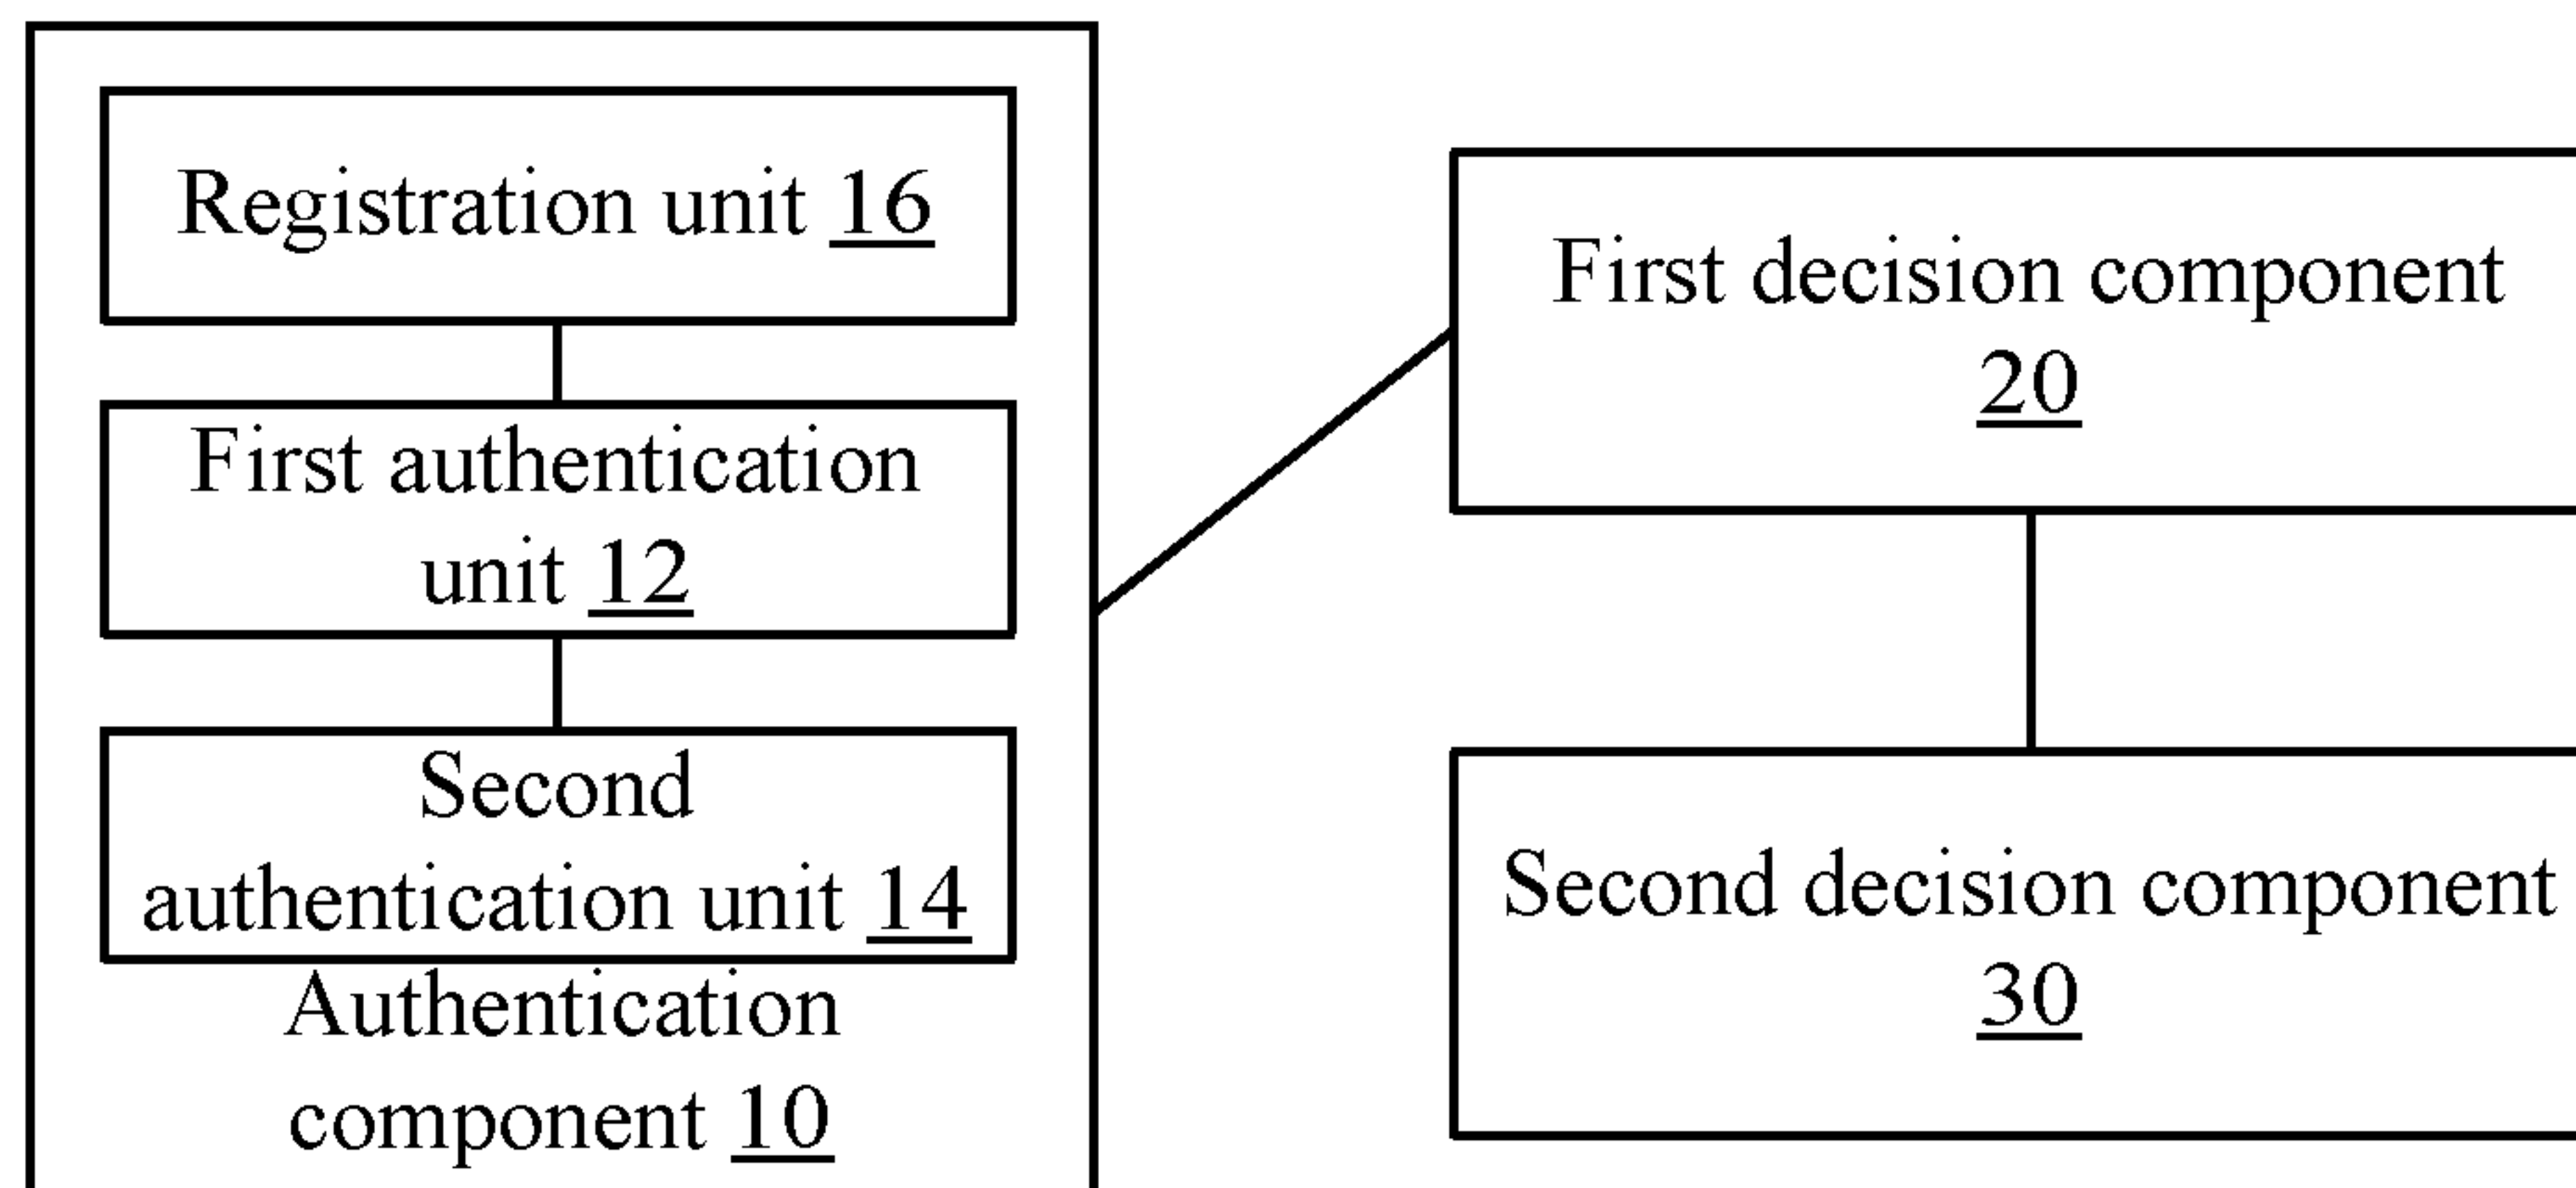 Registration unit 16
First authentication
unit 12
Second
authentication unit 14
Authentication
component 10
First decision component
20
Second decision component
30